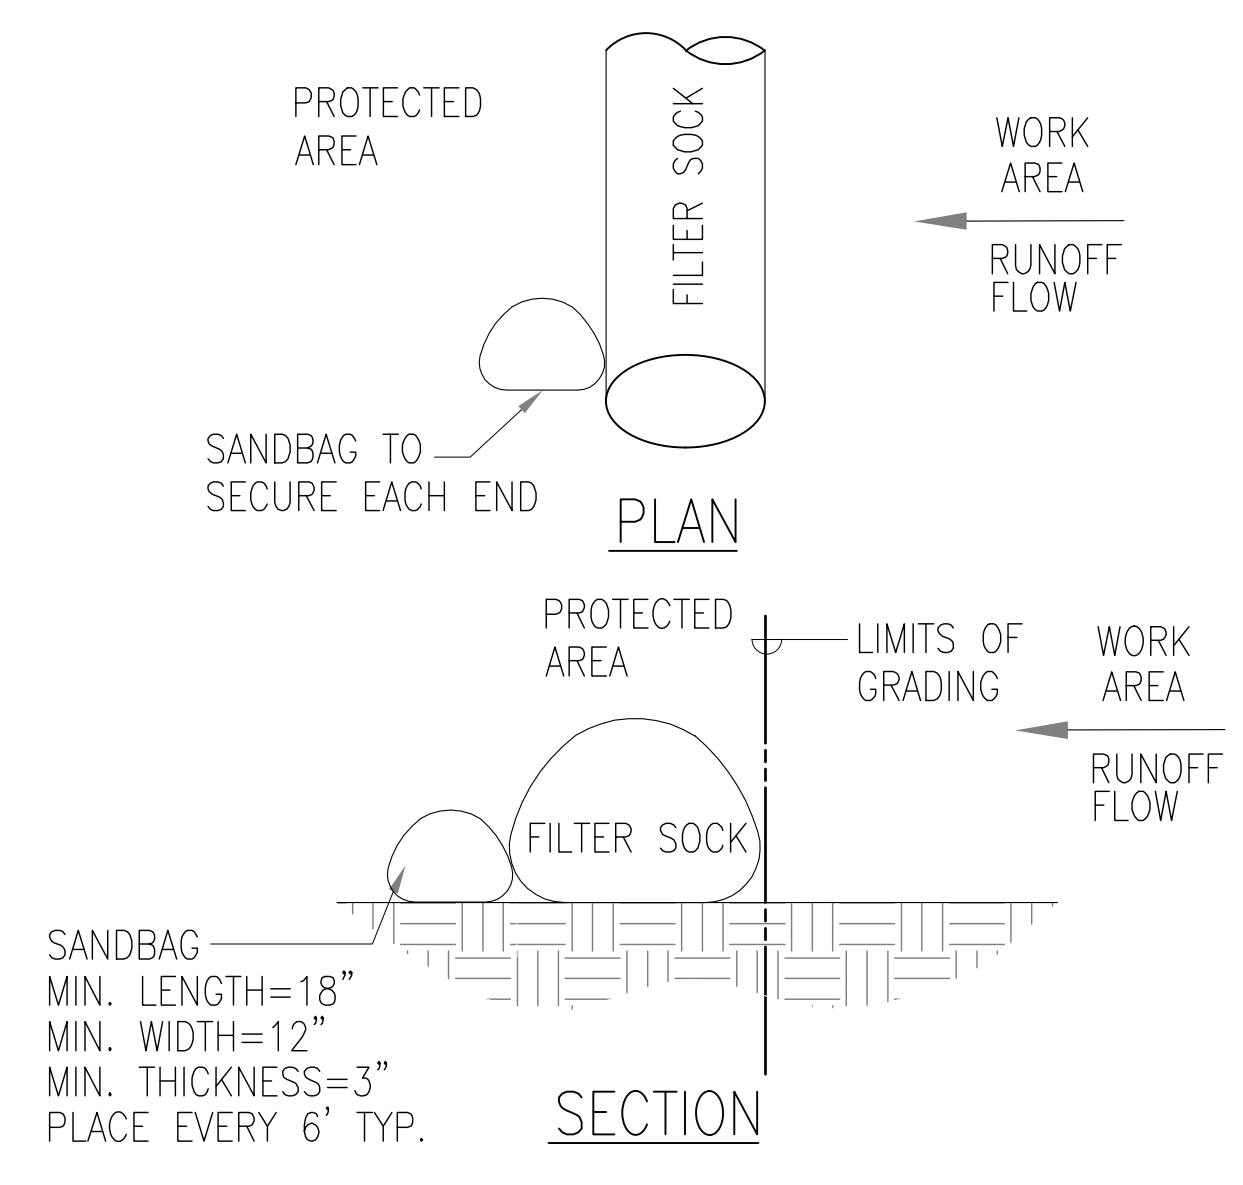 PROTECTED
AREA
FILTER SOCK
WORK
AREA
RUNOFF
FLOW
SANDBAG TO
SECURE EACH END
PLAN
PROTECTED
AREA
LIMITS OF
GRADING
WORK
AREA
RUNOFF
FLOW
FILTER SOCK
SANDBAG
MIN. LENGTH=18”
MIN. WIDTH=12”
MIN. THICKNESS=3”
PLACE EVERY 6’ TYP.
SECTION